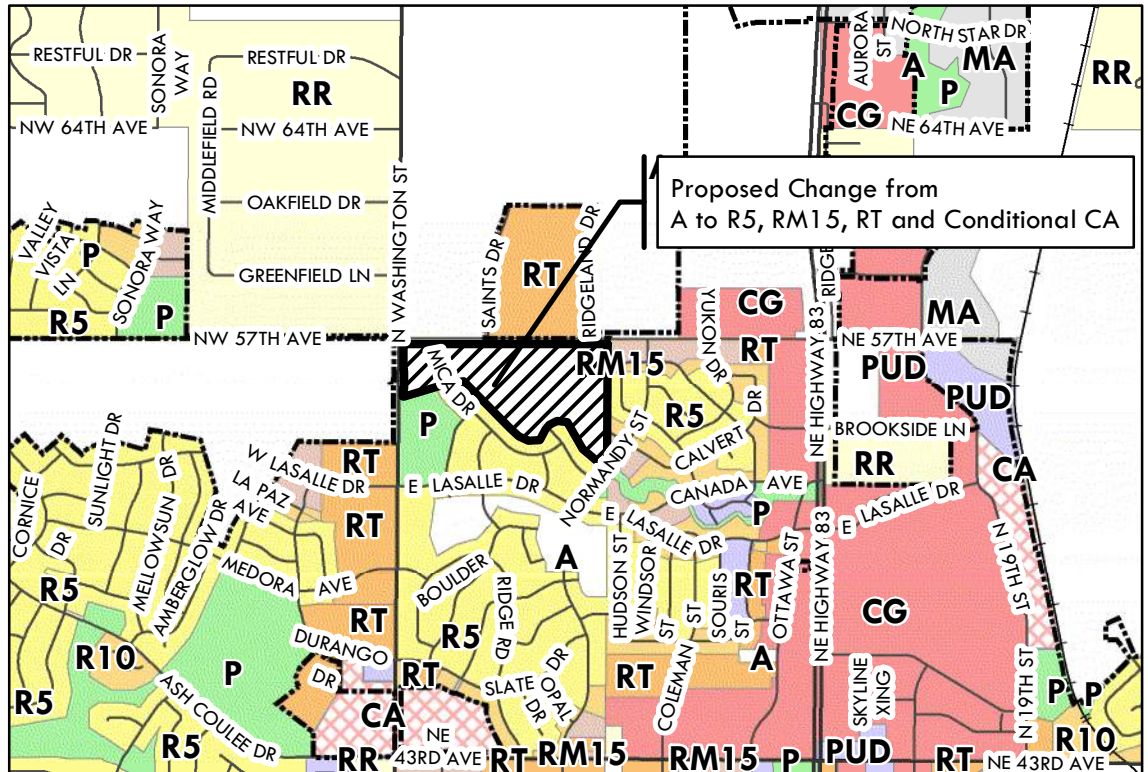 RESTFUL DR
SONORA WAY
RESTFUL DR
RR
MIDDLEFIELD RD
NW 64TH AVE
NW 64TH AVE
OAKFIELD DR
GREENFIELD LN
N WASHINGTON ST
AURORA ST
NORTH STAR DR
A
MA
P
CG
NE 64TH AVE
RR
Proposed Change from
A to R5, RM15, RT and Conditional CA
VALLEY VISTA LN
P
SONORA WAY
R5
P
NW 57TH AVE
SAINTS DR
RT
RIDGELAND DR
CG
YUKON DR
RT
NE HIGHWAY 83
MA
NE 57TH AVE
PUD
PUD
MICA DR
RM15
P
R5
DR
CALVERT
NORMANDY ST
BROOKSIDE LN
RR
CA
CORNICE DR
SUNLIGHT DR
MELLOWSUN DR
AMBERGLOW DR
W LASALLE DR
RT
LA PAZ AVE
E LASALLE DR
CANADA AVE
P
E LASALLE DR
E LASALLE DR
RT
MEDORA AVE
A
R5
BOULDER RIDGE RD
HUDSON ST
WINDSOR ST
SOURIS ST
RT
OTTAWA ST
NE HIGHWAY 83
CG
N 19TH ST
R10
P
RT
DURANGO DR
R5
RT
A
R5
ASH COULEE DR
SLATE DR
OPAL DR
RT
COLEMAN ST
SKYLINE XING
N 19TH ST
P
P
R5
CA
RR
NE 43RD AVE
RT
RM15
RM15
P
PUD
RT
R10
NE 43RD AVE